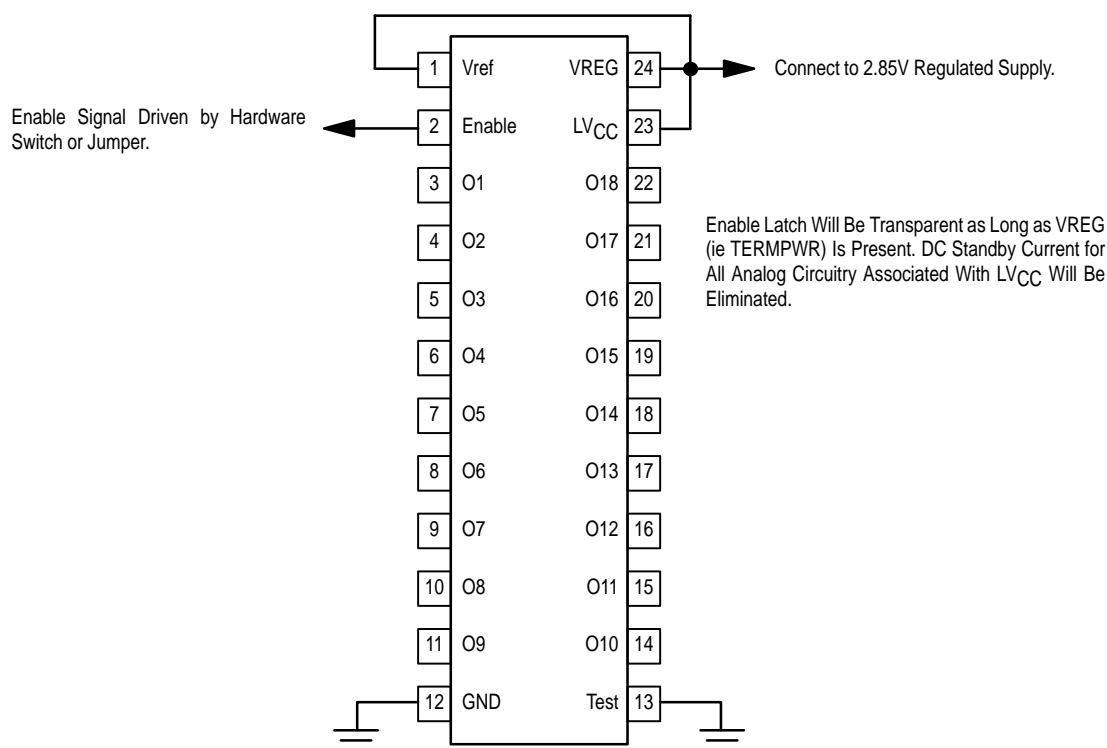 1 Vref VREG 24
Connect to 2.85V Regulated Supply.
Enable Signal Driven by Hardware
Switch or Jumper.
2 Enable LVCC 23
3 O1 O18 22
4 O2 O17 21
Enable Latch Will Be Transparent as Long as VREG
(ie TERMPWR) Is Present. DC Standby Current for
All Analog Circuitry Associated With LVCC Will Be
Eliminated.
5 O3 O16 20
6 O4 O15 19
7 O5 O14 18
8 O6 O13 17
9 O7 O12 16
10 O8 O11 15
11 O9 O10 14
12 GND Test 13